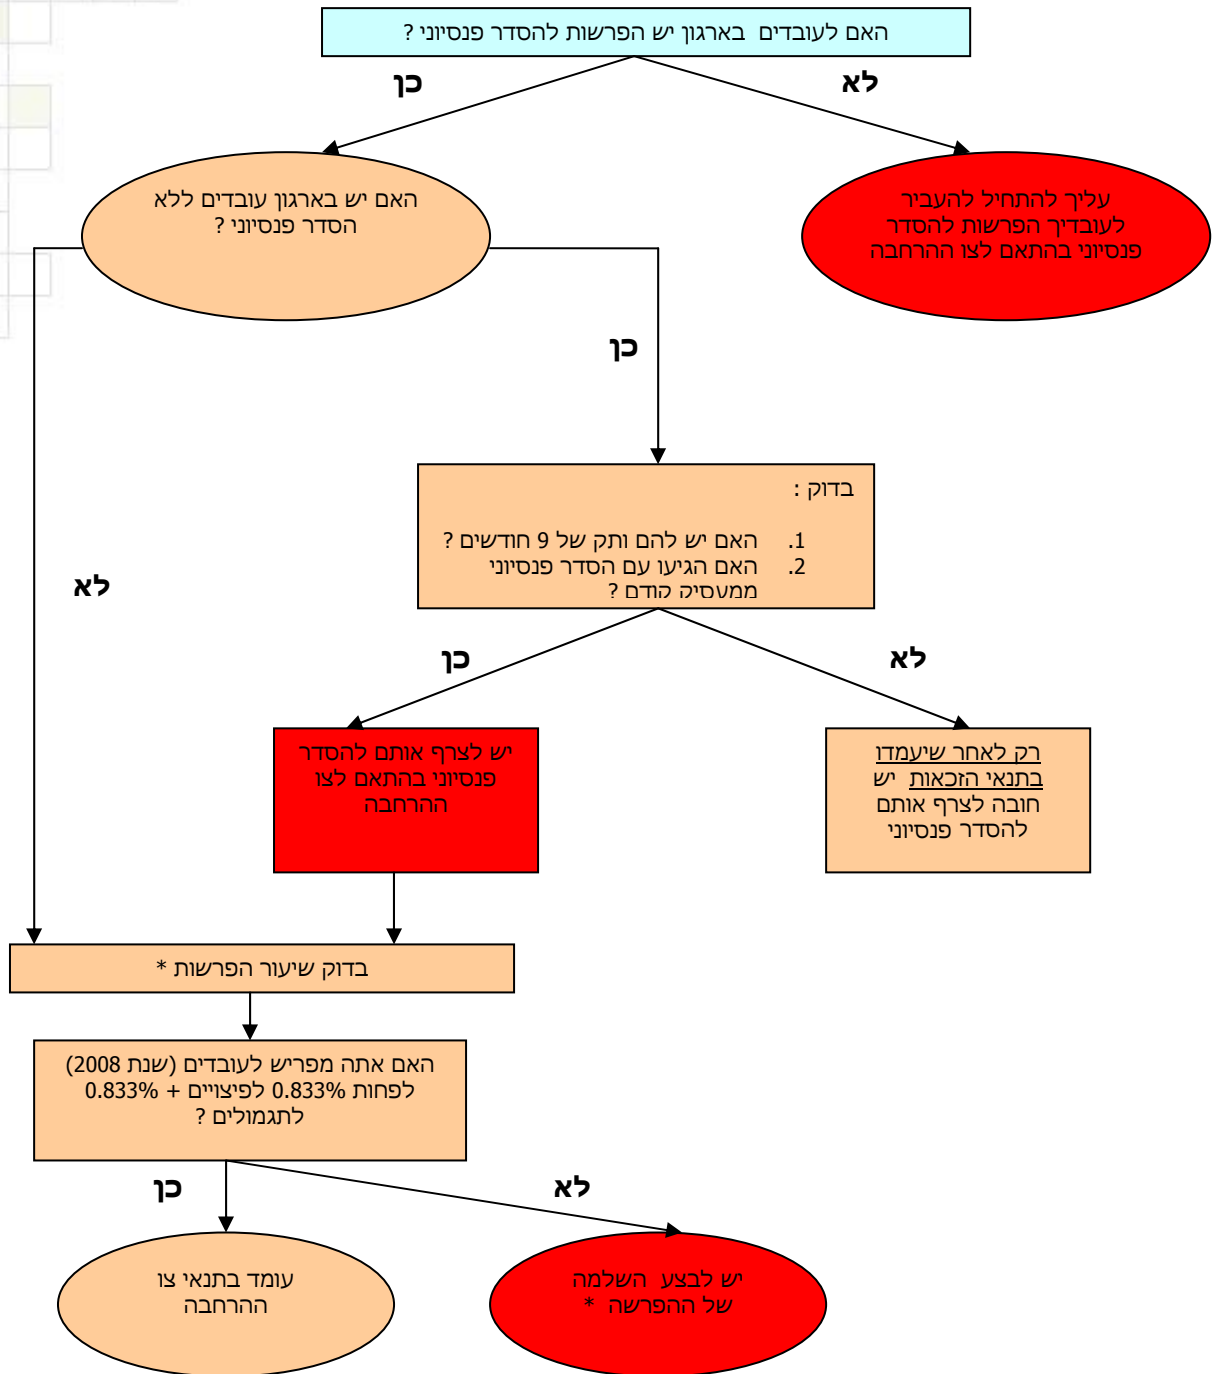 האם לעובדים בארגון יש הפרשות להסדר פנסיוני ?
כן
לא
האם יש בארגון עובדים ללא
הסדר פנסיוני ?
עליך להתחיל להעביר
לעובדיך הפרשות להסדר
פנסיוני בהתאם לצו ההרחבה
כן
בדוק :
1. האם יש להם ותק של 9 חודשים ?
2. האם הגיעו עם הסדר פנסיוני
ממעסיק קודם ?
לא
כן
לא
יש לצרף אותם להסדר
פנסיוני בהתאם לצו
ההרחבה
רק לאחר שיעמדו
בתנאי הזכאות יש
חובה לצרף אותם
להסדר פנסיוני
בדוק שיעור הפרשות *
האם אתה מפריש לעובדים (שנת 2008)
לפחות 0.833% לפיצויים + 0.833%
לתגמולים ?
כן
לא
עומד בתנאי צו
ההרחבה
יש לבצע השלמה
של ההפרשה *